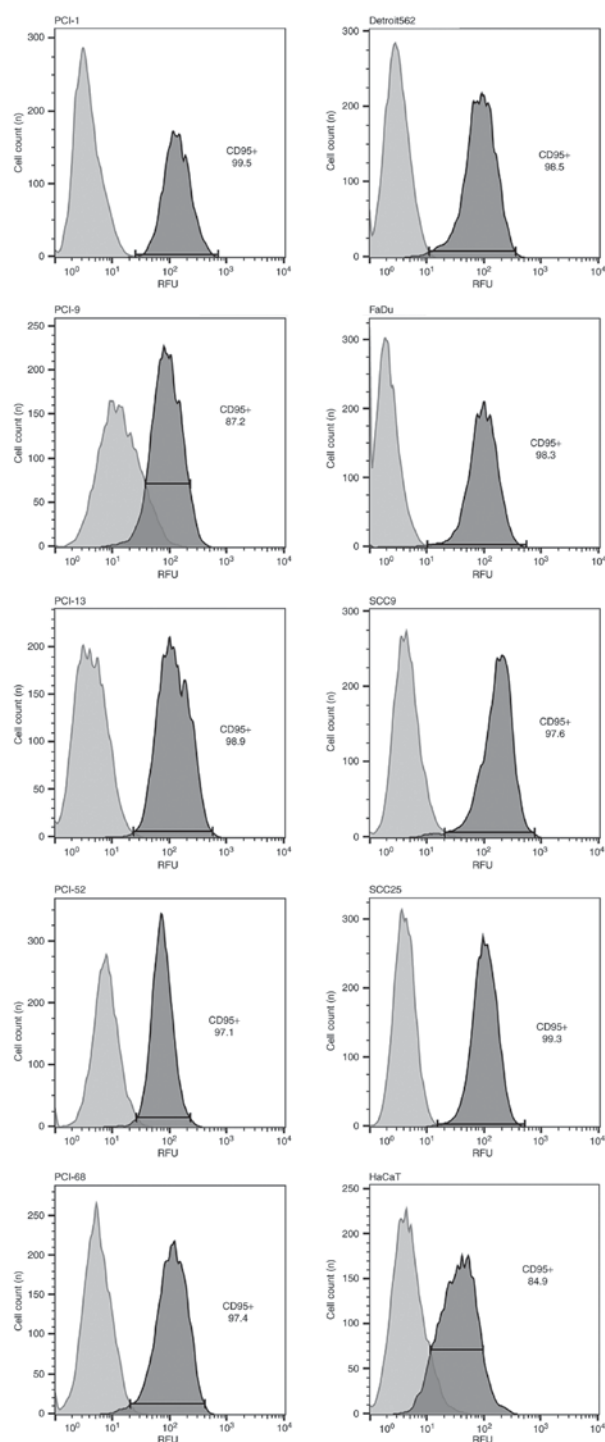 PCI-1
300
200
100
0
Cell count (n)
CD95+
99.5
10⁰ 10¹ 10² 10³ 10⁴
RFU
Detroit562
300
200
100
0
Cell count (n)
CD95+
98.5
10⁰ 10¹ 10² 10³ 10⁴
RFU
PCI-9
250
200
150
100
50
0
Cell count (n)
CD95+
87.2
10⁰ 10¹ 10² 10³ 10⁴
RFU
FaDu
300
200
100
0
Cell count (n)
CD95+
98.3
10⁰ 10¹ 10² 10³ 10⁴
RFU
PCI-13
200
150
100
50
0
Cell count (n)
CD95+
98.9
10⁰ 10¹ 10² 10³ 10⁴
RFU
SCC9
300
200
100
0
Cell count (n)
CD95+
97.6
10⁰ 10¹ 10² 10³ 10⁴
RFU
PCI-52
300
200
100
0
Cell count (n)
CD95+
97.1
10⁰ 10¹ 10² 10³ 10⁴
RFU
SCC25
300
200
100
0
Cell count (n)
CD95+
99.3
10⁰ 10¹ 10² 10³ 10⁴
RFU
PCI-68
250
200
150
100
50
0
Cell count (n)
CD95+
97.4
10⁰ 10¹ 10² 10³ 10⁴
RFU
HaCaT
250
200
150
100
50
0
Cell count (n)
CD95+
84.9
10⁰ 10¹ 10² 10³ 10⁴
RFU